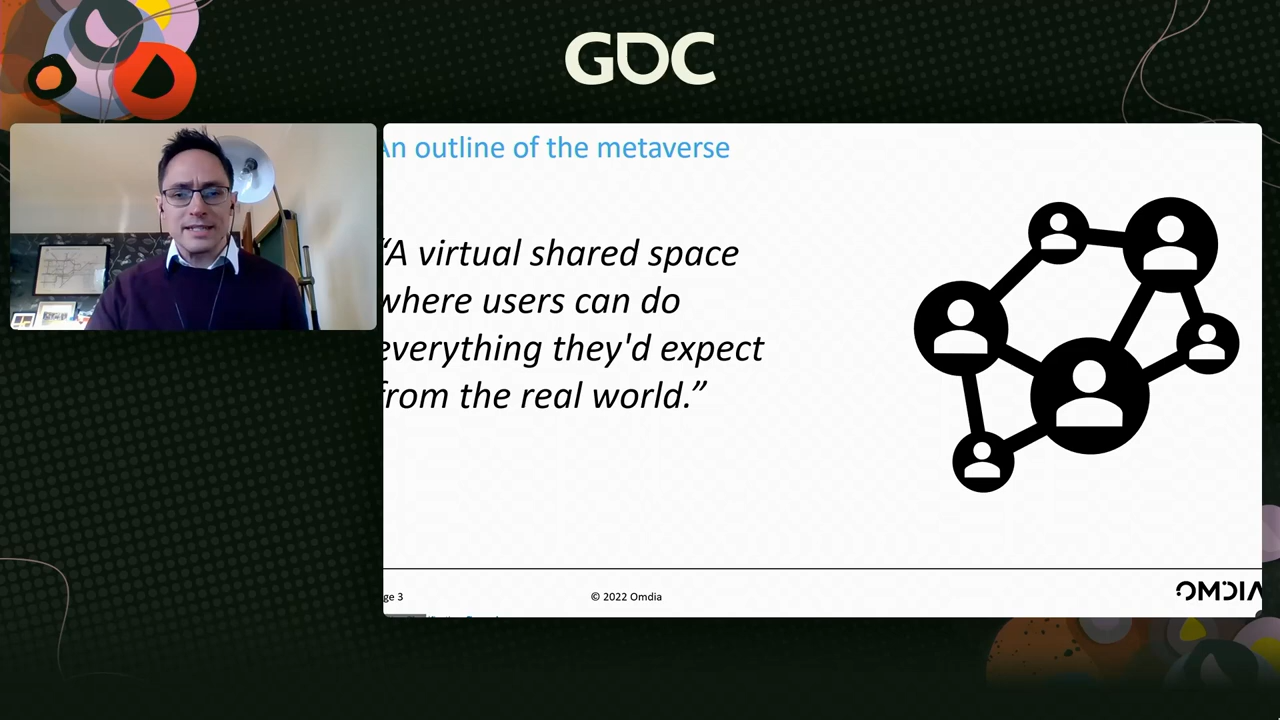 GDC
An outline of the metaverse
“A virtual shared space
where users can do
everything they'd expect
from the real world.”
ge 3
© 2022 Omdia
OMDIA